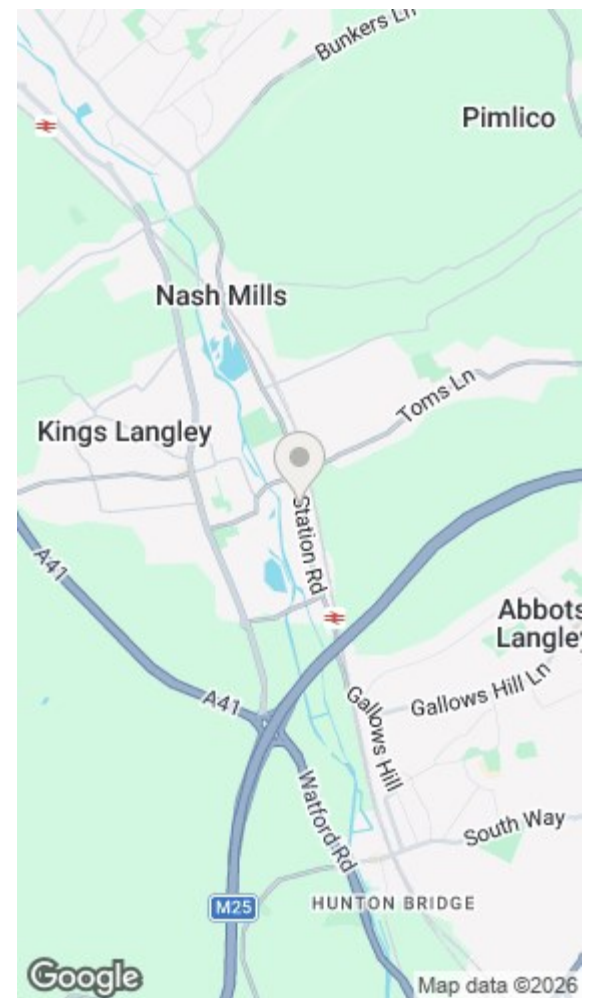 Bunkers Ln
Pimlico
Nash Mills
Toms Ln
Kings Langley
Station Rd
A41
Abbots
Langley
Gallows Hill Ln
A41
Gallows Hill
Watford Rd
South Way
M25
HUNTON BRIDGE
Google
Map data ©2026